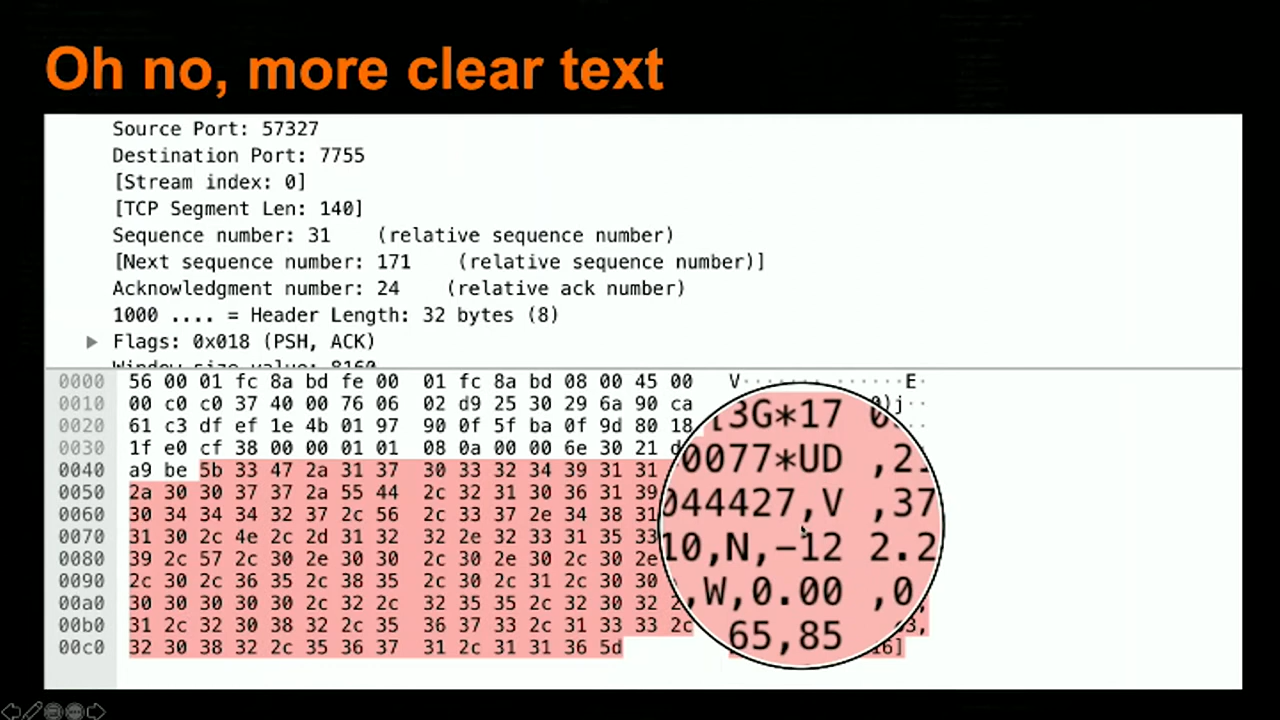 Oh no, more clear text
Source Port: 57327
Destination Port: 7755
[Stream index: 0]
[TCP Segment Len: 140]
Sequence number: 31 (relative sequence number)
[Next sequence number: 171 (relative sequence number)]
Acknowledgment number: 24 (relative ack number)
1000 .... = Header Length: 32 bytes (8)
Flags: 0x018 (PSH, ACK)
Window size value: 8160
0000 56 00 01 fc 8a bd fe 00 01 fc 8a bd 08 00 45 00 V·············E·
0010 00 c0 c0 37 40 00 76 06 02 d9 25 30 29 6a 90 ca 0)j··
0020 61 c3 df ef 1e 4b 01 97 90 0f 5f ba 0f 9d 80 18
0030 1f e0 cf 38 00 00 01 01 08 0a 00 00 6e 30 21
0040 a9 be 5b 33 47 2a 31 37 30 33 32 34 39 31 31
0050 2a 30 30 37 37 2a 55 44 2c 32 31 30 36 31 39
0060 30 34 34 34 32 37 2c 56 2c 33 37 2e 34 38 31
0070 31 30 2c 4e 2c 2d 31 32 32 2e 32 33 31 35 33
0080 39 2c 57 2c 30 2e 30 30 2c 30 2e 30 2c 30 2e
0090 2c 30 2c 36 35 2c 38 35 2c 30 2c 31 2c 30 30
00a0 30 30 30 30 30 2c 32 2c 32 35 35 2c 32 30 32
00b0 31 2c 32 30 38 32 2c 35 36 37 33 2c 31 33 33 2c 3,
00c0 32 30 38 32 2c 35 36 37 31 2c 31 31 36 5d 16]
[3G*17
0077*UD ,21
044427,V ,37
10,N,-12 2.2
,W,0.00 ,0
65,85